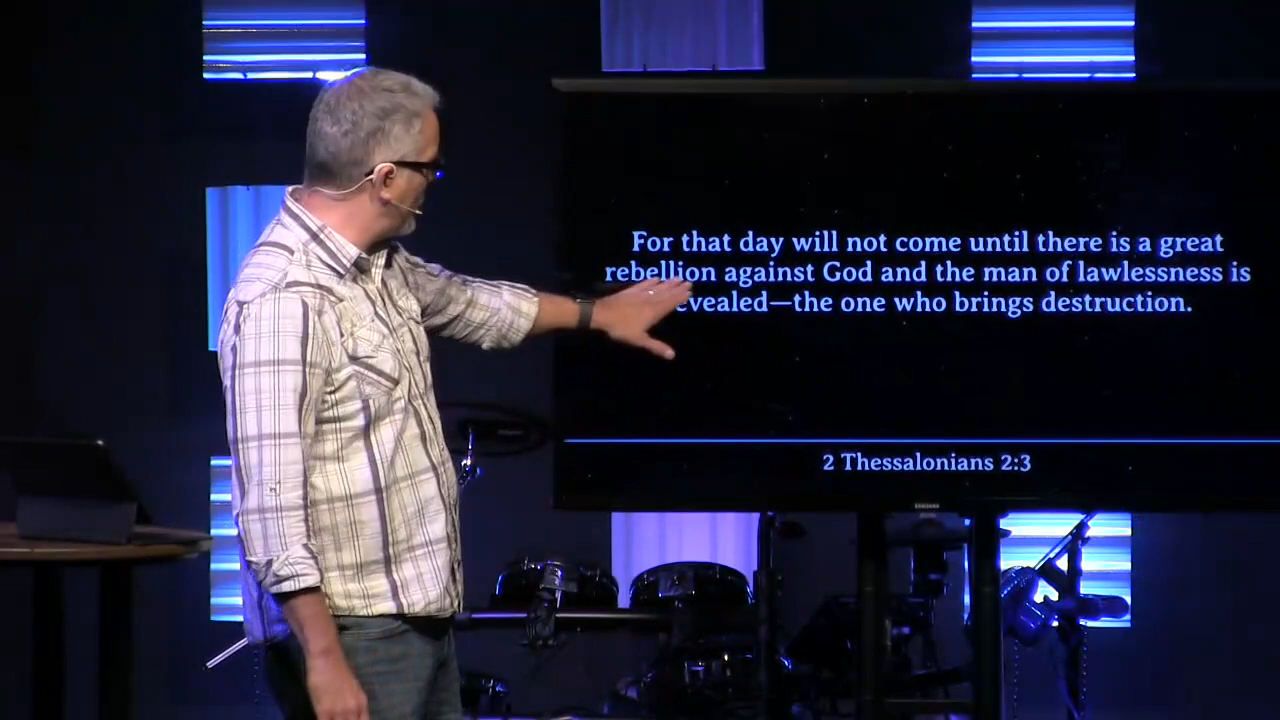 For that day will not come until there is a great
rebellion against God and the man of lawlessness is
evealed—the one who brings destruction.
2 Thessalonians 2:3
SAMSUNG